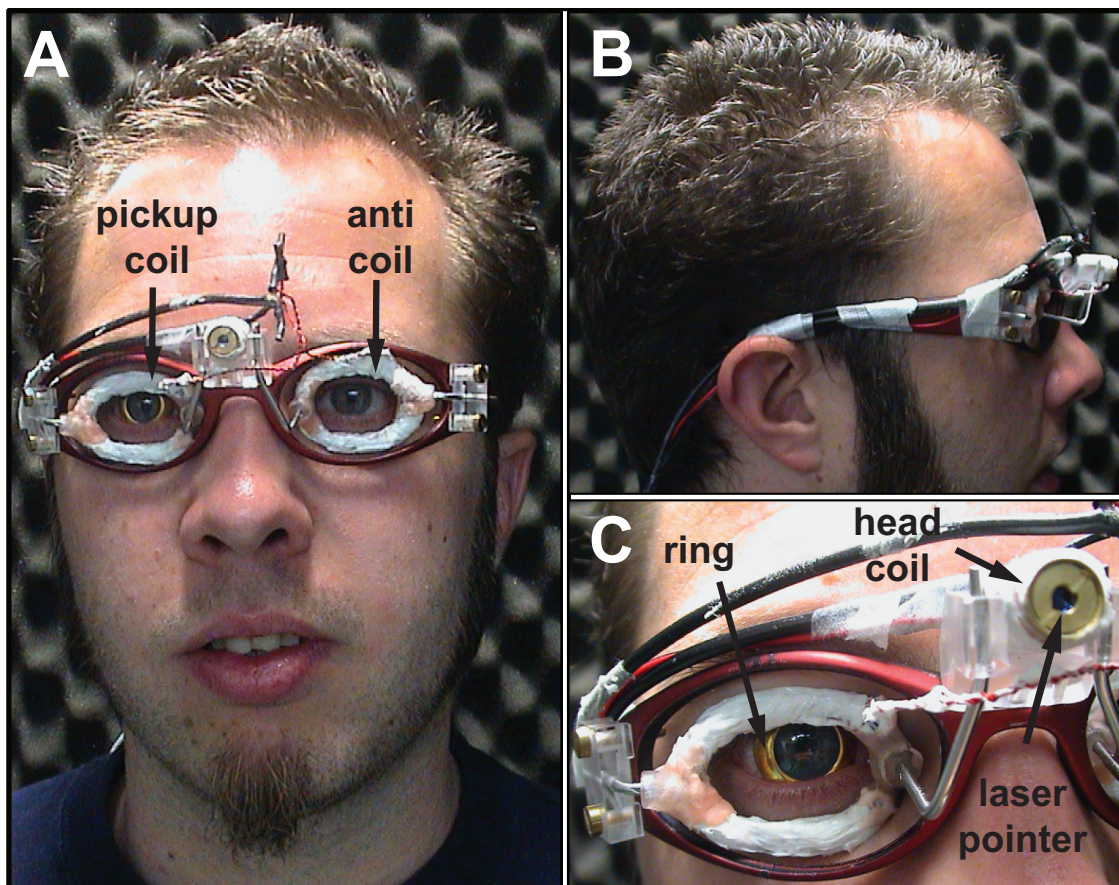 A
pickup
coil
anti
coil
B
C
ring
head
coil
laser
pointer